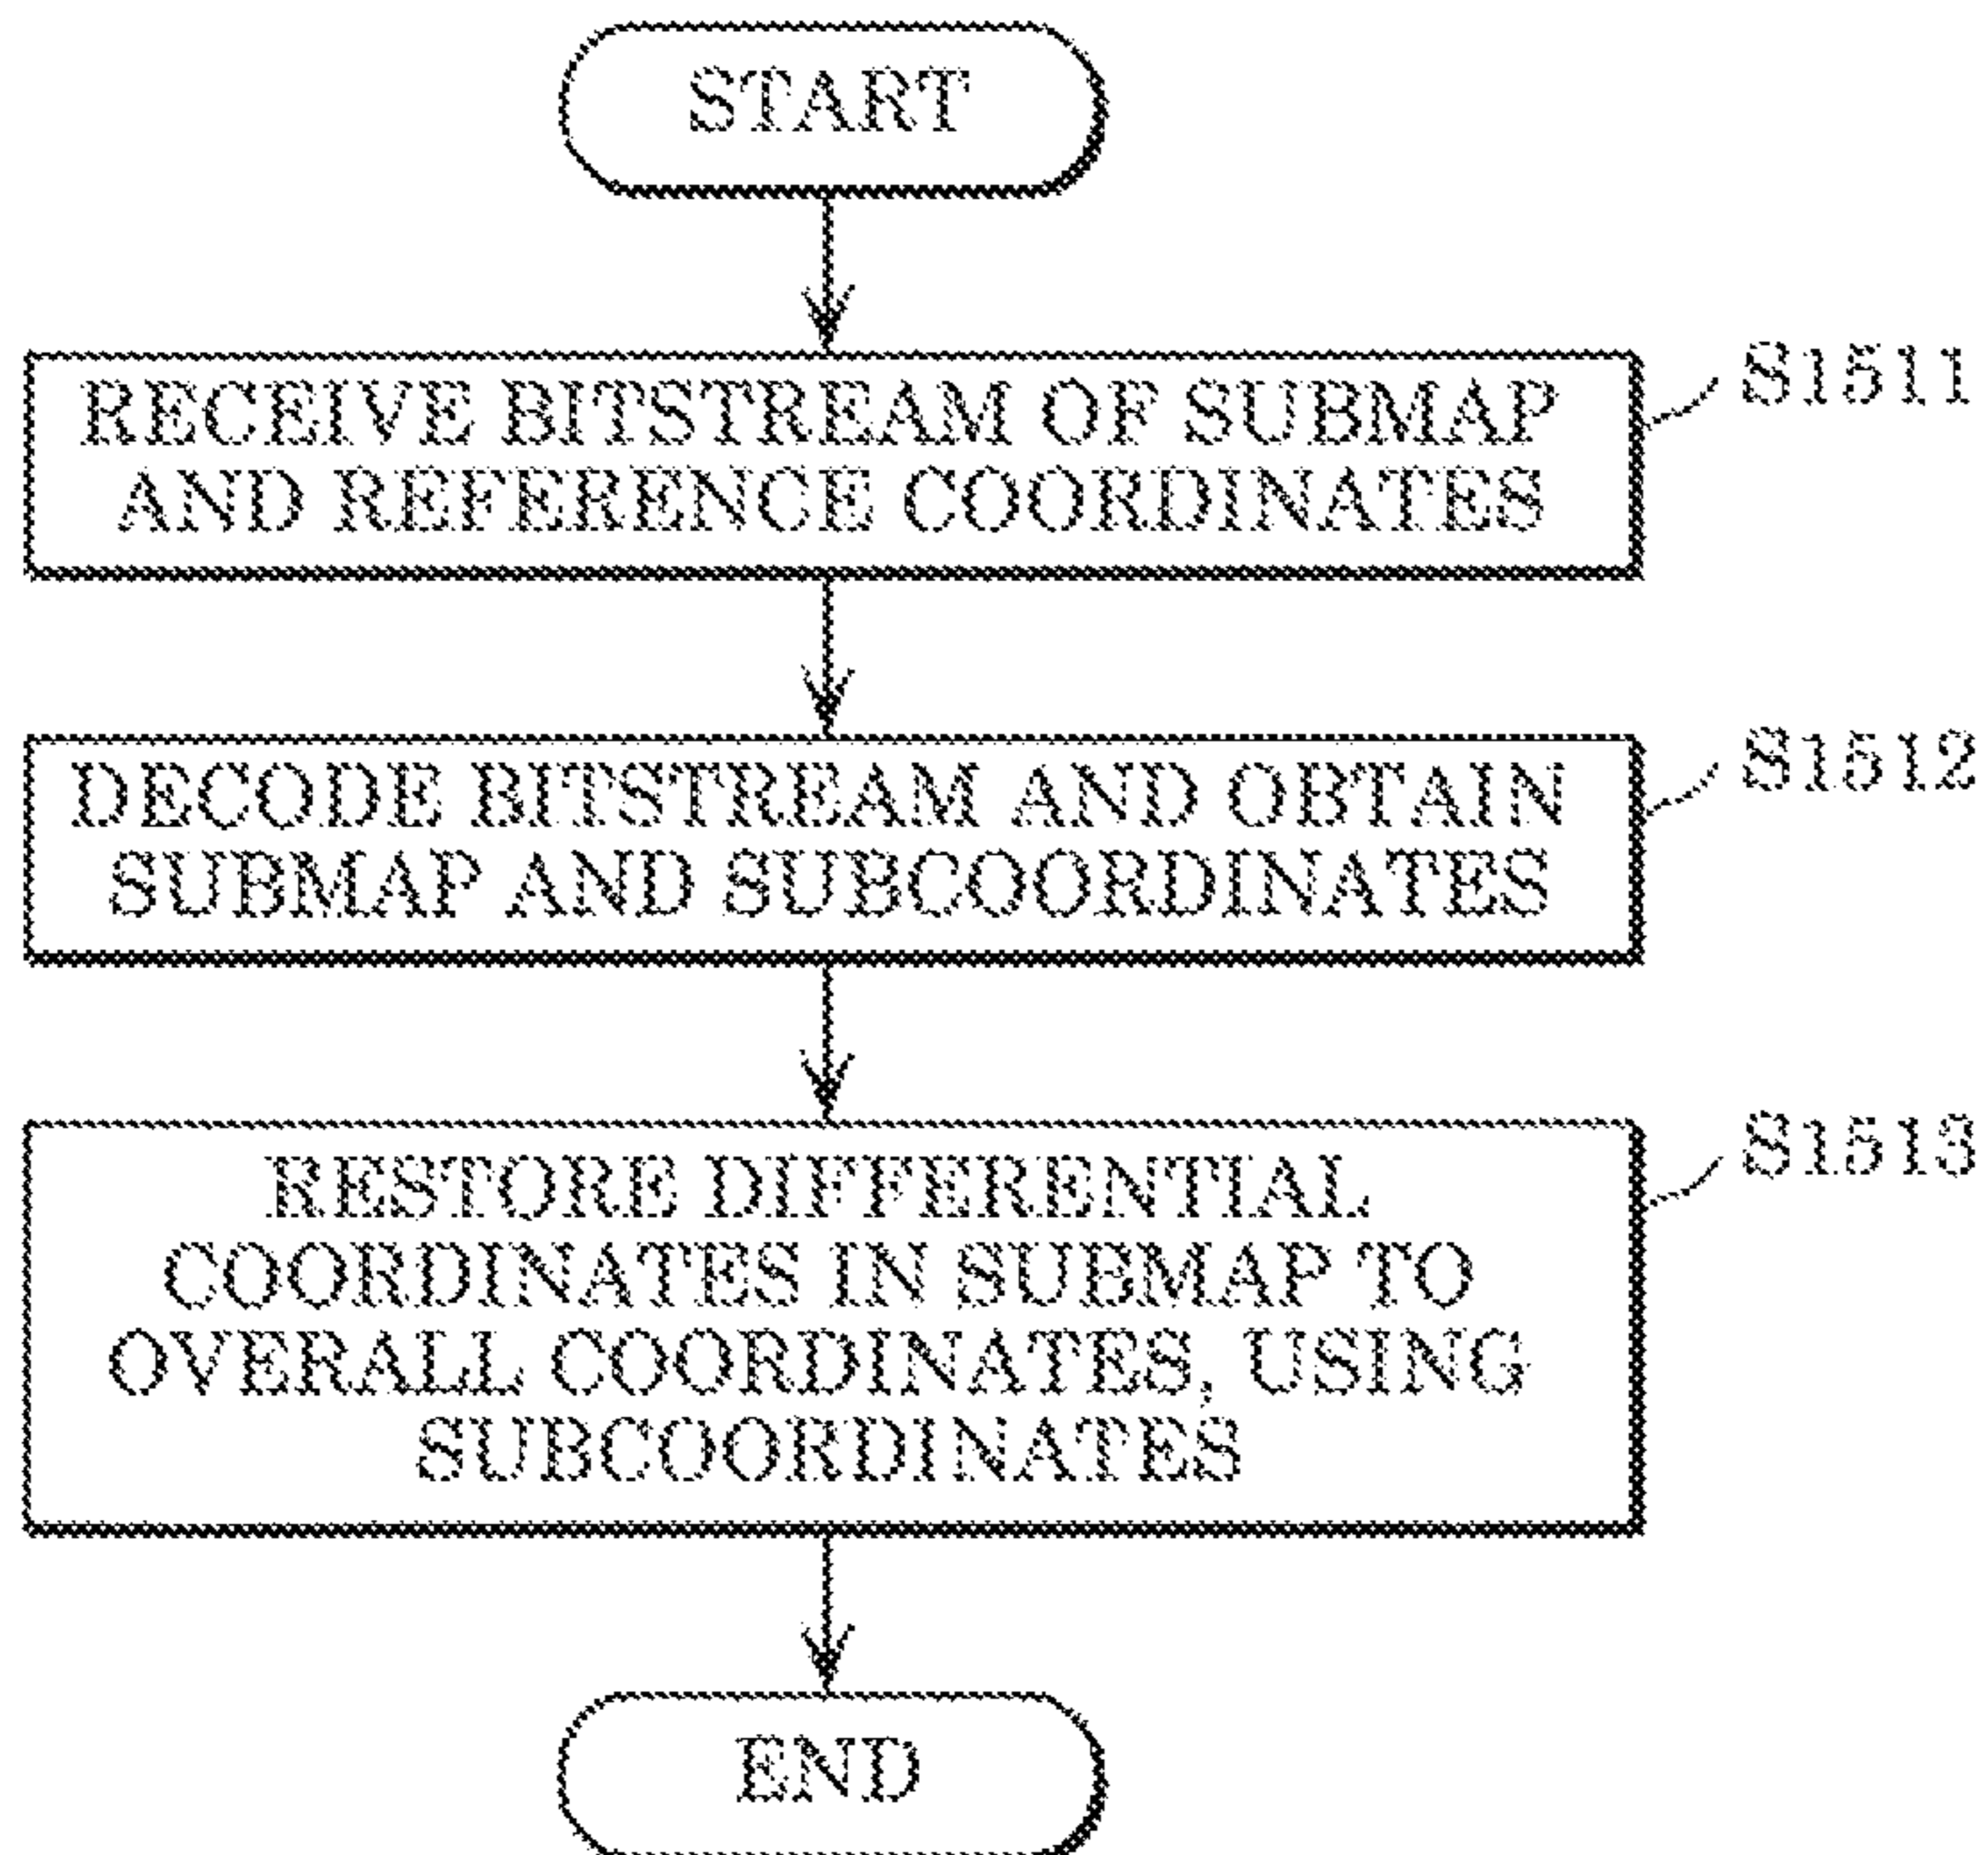 START
RECEIVE BITSTREAM OF SUBMAP
AND REFERENCE COORDINATES
S1511
DECODE BITSTREAM AND OBTAIN
SUBMAP AND SUBCOORDINATES
S1512
RESTORE DIFFERENTIAL
COORDINATES IN SUBMAP TO
OVERALL COORDINATES, USING
SUBCOORDINATES
S1513
END